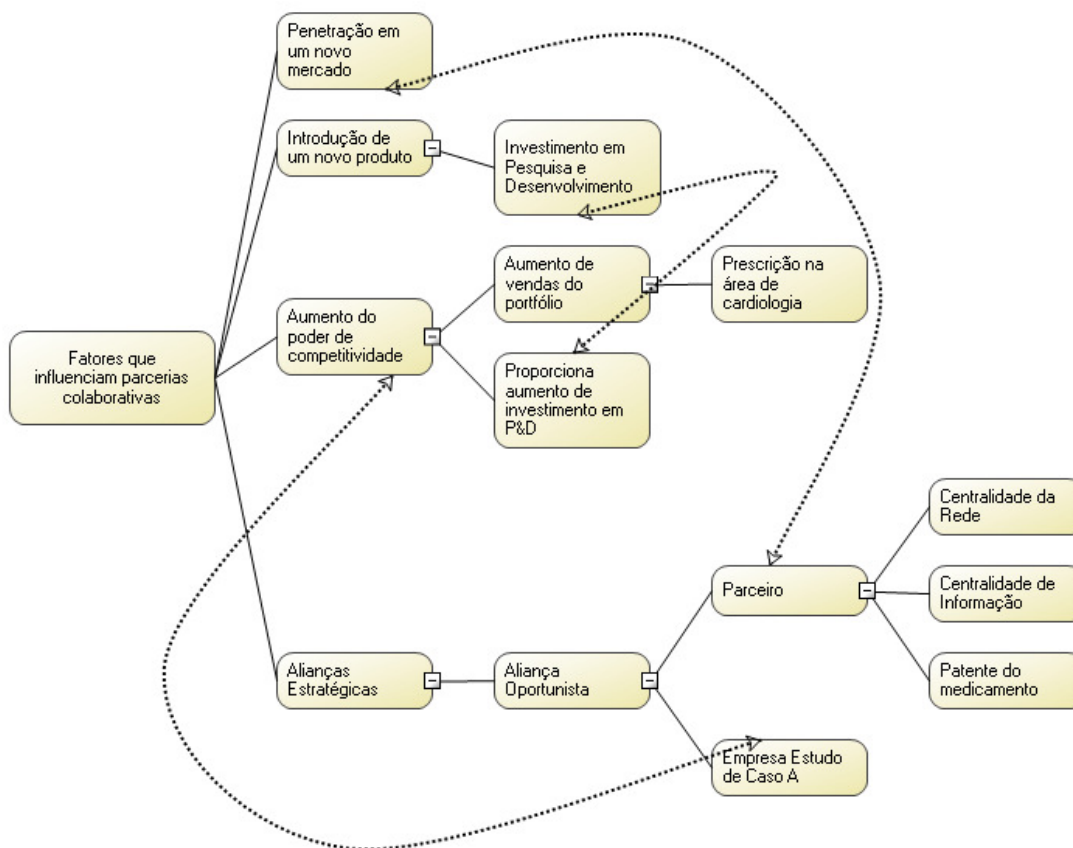 Penetração em
um novo
mercado
Introdução de
um novo produto
Investimento em
Pesquisa e
Desenvolvimento
Aumento de
vendas do
portfólio
Prescrição na
área de
cardiologia
Aumento do
poder de
competitividade
Fatores que
influenciam parcerias
colaborativas
Proporciona
aumento de
investimento em
P&D
Centralidade da
Rede
Parceiro
Centralidade de
Informação
Alianças
Estratégicas
Aliança
Oportunista
Patente do
medicamento
Empresa Estudo
de Caso A